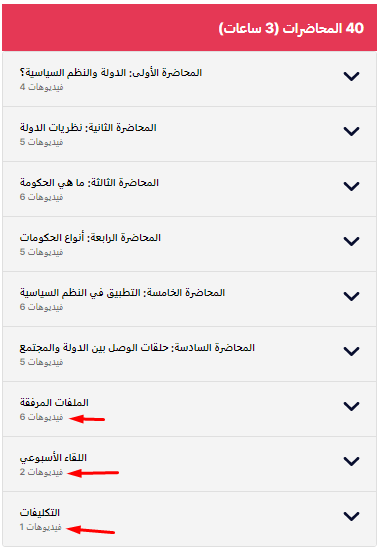 40 المحاضرات (3 ساعات)
المحاضرة الأولى: الدولة والنظم السياسية؟
4 فيديوهات
المحاضرة الثانية: نظريات الدولة
5 فيديوهات
المحاضرة الثالثة: ما هي الحكومة
6 فيديوهات
المحاضرة الرابعة: أنواع الحكومات
5 فيديوهات
المحاضرة الخامسة: التطبيق في النظم السياسية
6 فيديوهات
المحاضرة السادسة: حلقات الوصل بين الدولة والمجتمع
5 فيديوهات
الملفات المرفقة
6 فيديوهات
اللقاء الأسبوعي
2 فيديوهات
التكليفات
1 فيديوهات